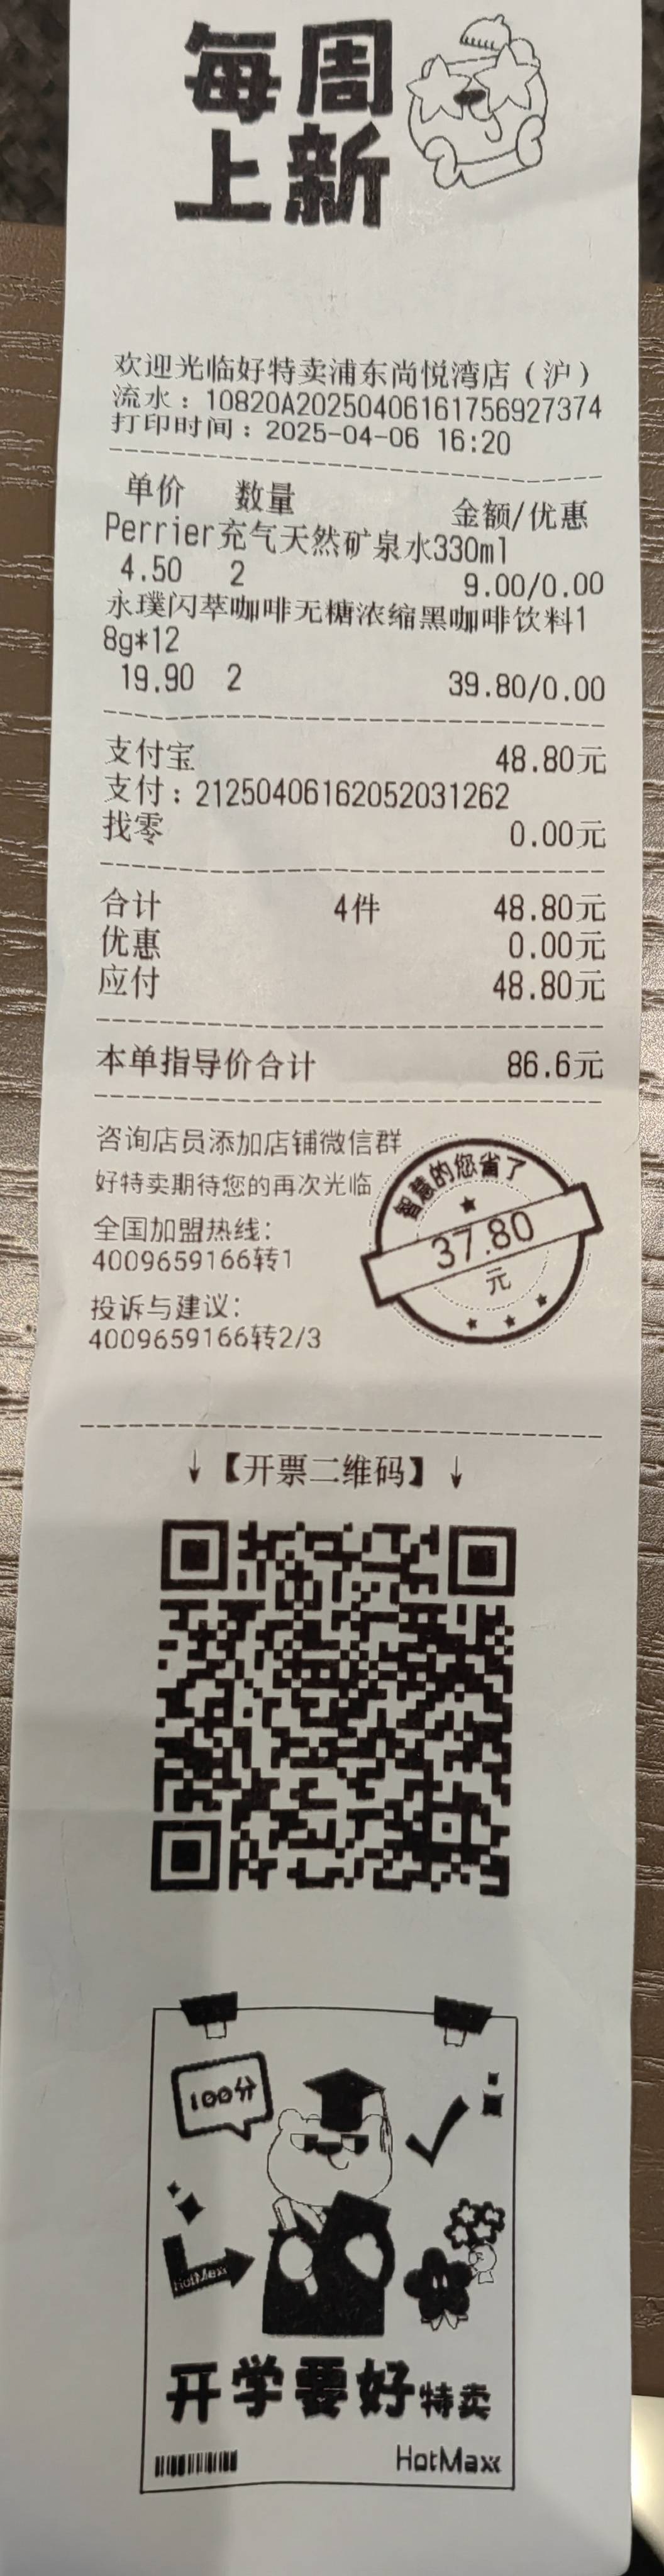 每周
上新
欢迎光临好特卖浦东尚悦湾店（沪）
流水：10820A20250406161756927374
打印时间：2025-04-06 16:20
单价 数量 金额/优惠
Perrier充气天然矿泉水330ml
4.50 2 9.00/0.00
永璞闪萃咖啡无糖浓缩黑咖啡饮料1
8g*12
19.90 2 39.80/0.00
支付宝 48.80元
支付：21250406162052031262
找零 0.00元
合计 4件 48.80元
优惠 0.00元
应付 48.80元
本单指导价合计 86.6元
咨询店员添加店铺微信群
好特卖期待您的再次光临
全国加盟热线：
4009659166转1
投诉与建议：
4009659166转2/3
智慧的您省了
37.80
元
↓【开票二维码】↓
100分
HotMaxx
开学要好特卖
HotMaxx